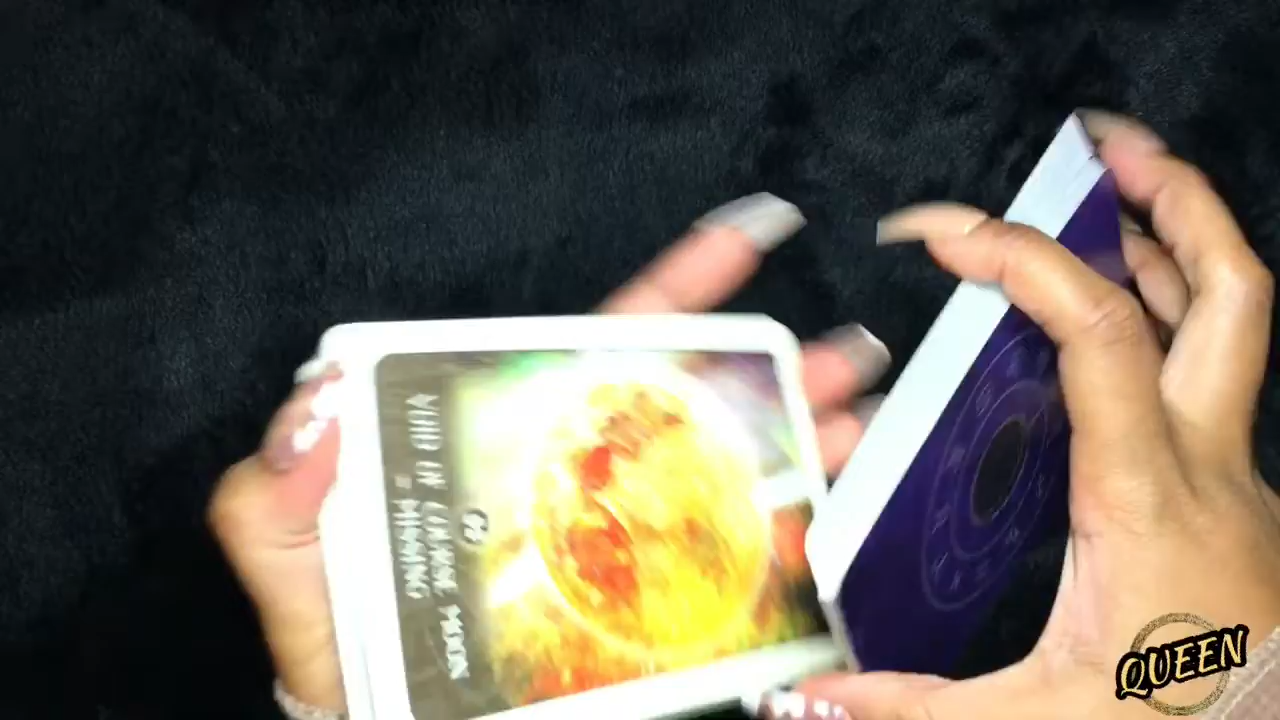 VOID OF COURSE MOON
= MISSING
QUEEN